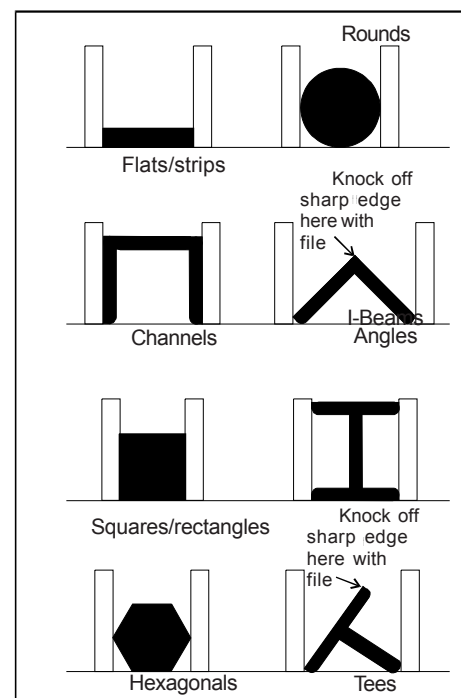 Rounds
Flats/strips
Knock off
sharp edge
here with
file
Channels
I-Beams
Angles
Squares/rectangles
Knock off
sharp edge
here with
file
Hexagonals
Tees